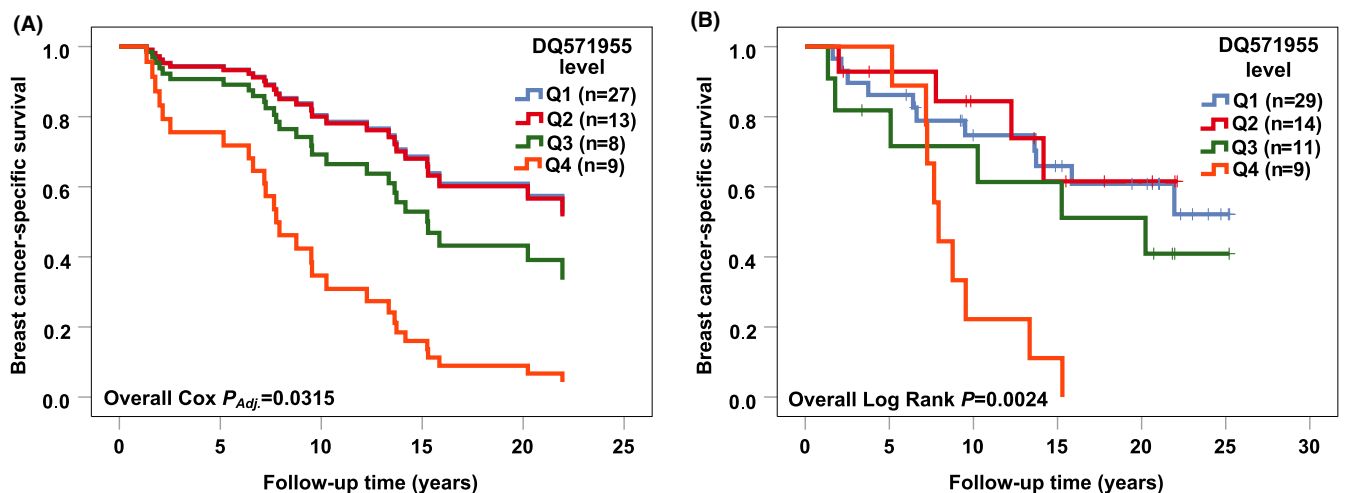 (A)
Breast cancer-specific survival
1.0
0.8
0.6
0.4
0.2
0.0
DQ571955
level
Q1 (n=27)
Q2 (n=13)
Q3 (n=8)
Q4 (n=9)
Overall Cox PAdj.=0.0315
0 5 10 15 20 25
Follow-up time (years)
(B)
Breast cancer-specific survival
1.0
0.8
0.6
0.4
0.2
0.0
DQ571955
level
Q1 (n=29)
Q2 (n=14)
Q3 (n=11)
Q4 (n=9)
Overall Log Rank P=0.0024
0 5 10 15 20 25 30
Follow-up time (years)